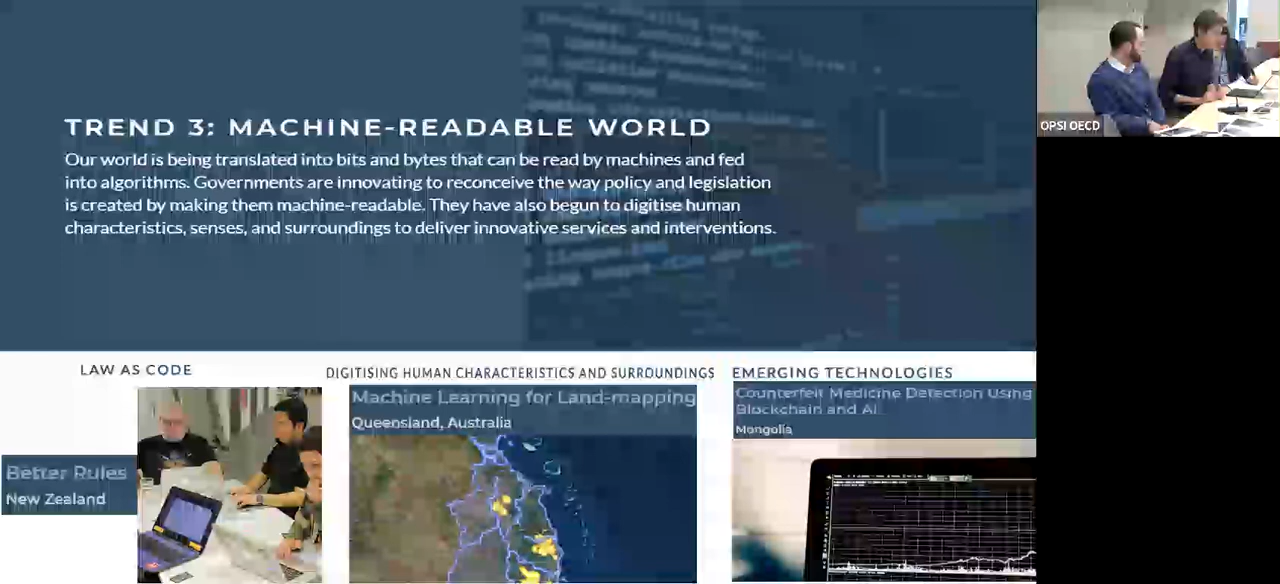 TREND 3: MACHINE-READABLE WORLD
Our world is being translated into bits and bytes that can be read by machines and fed
into algorithms. Governments are innovating to reconceive the way policy and legislation
is created by making them machine-readable. They have also begun to digitise human
characteristics, senses, and surroundings to deliver innovative services and interventions.
OPSI OECD
LAW AS CODE
Better Rules
New Zealand
DIGITISING HUMAN CHARACTERISTICS AND SURROUNDINGS
Machine Learning for Land-mapping
Queensland, Australia
EMERGING TECHNOLOGIES
Counterfeit Medicine Detection Using
Blockchain and AI
Mongolia